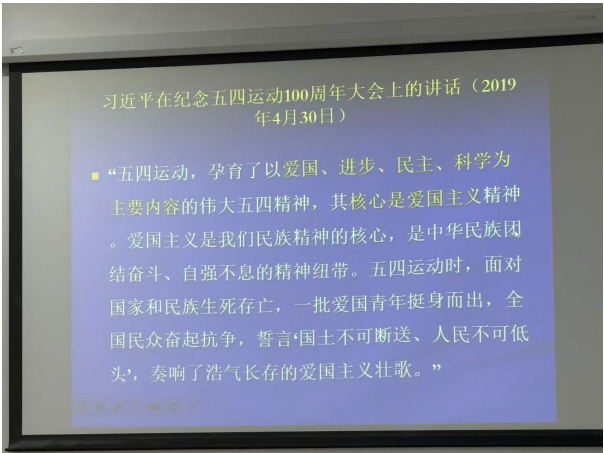 习近平在纪念五四运动100周年大会上的讲话（2019
年4月30日）
“五四运动，孕育了以爱国、进步、民主、科学为
主要内容的伟大五四精神，其核心是爱国主义精神
。爱国主义是我们民族精神的核心，是中华民族团
结奋斗、自强不息的精神纽带。五四运动时，面对
国家和民族生死存亡，一批爱国青年挺身而出，全
国民众奋起抗争，誓言‘国土不可断送、人民不可低
头’，奏响了浩气长存的爱国主义壮歌。”